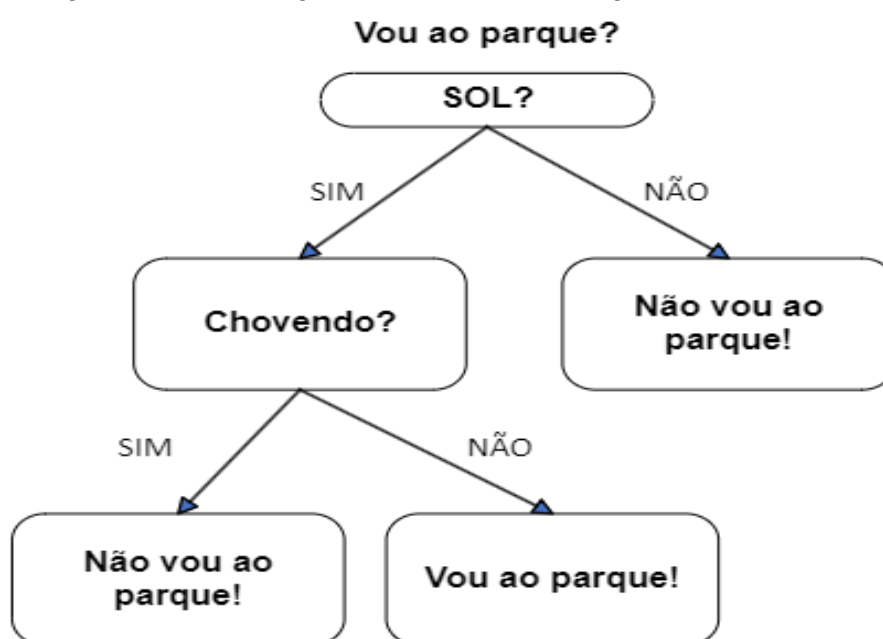 Vou ao parque?
SOL?
SIM
NÃO
Chovendo?
Não vou ao
parque!
SIM
NÃO
Não vou ao
parque!
Vou ao parque!